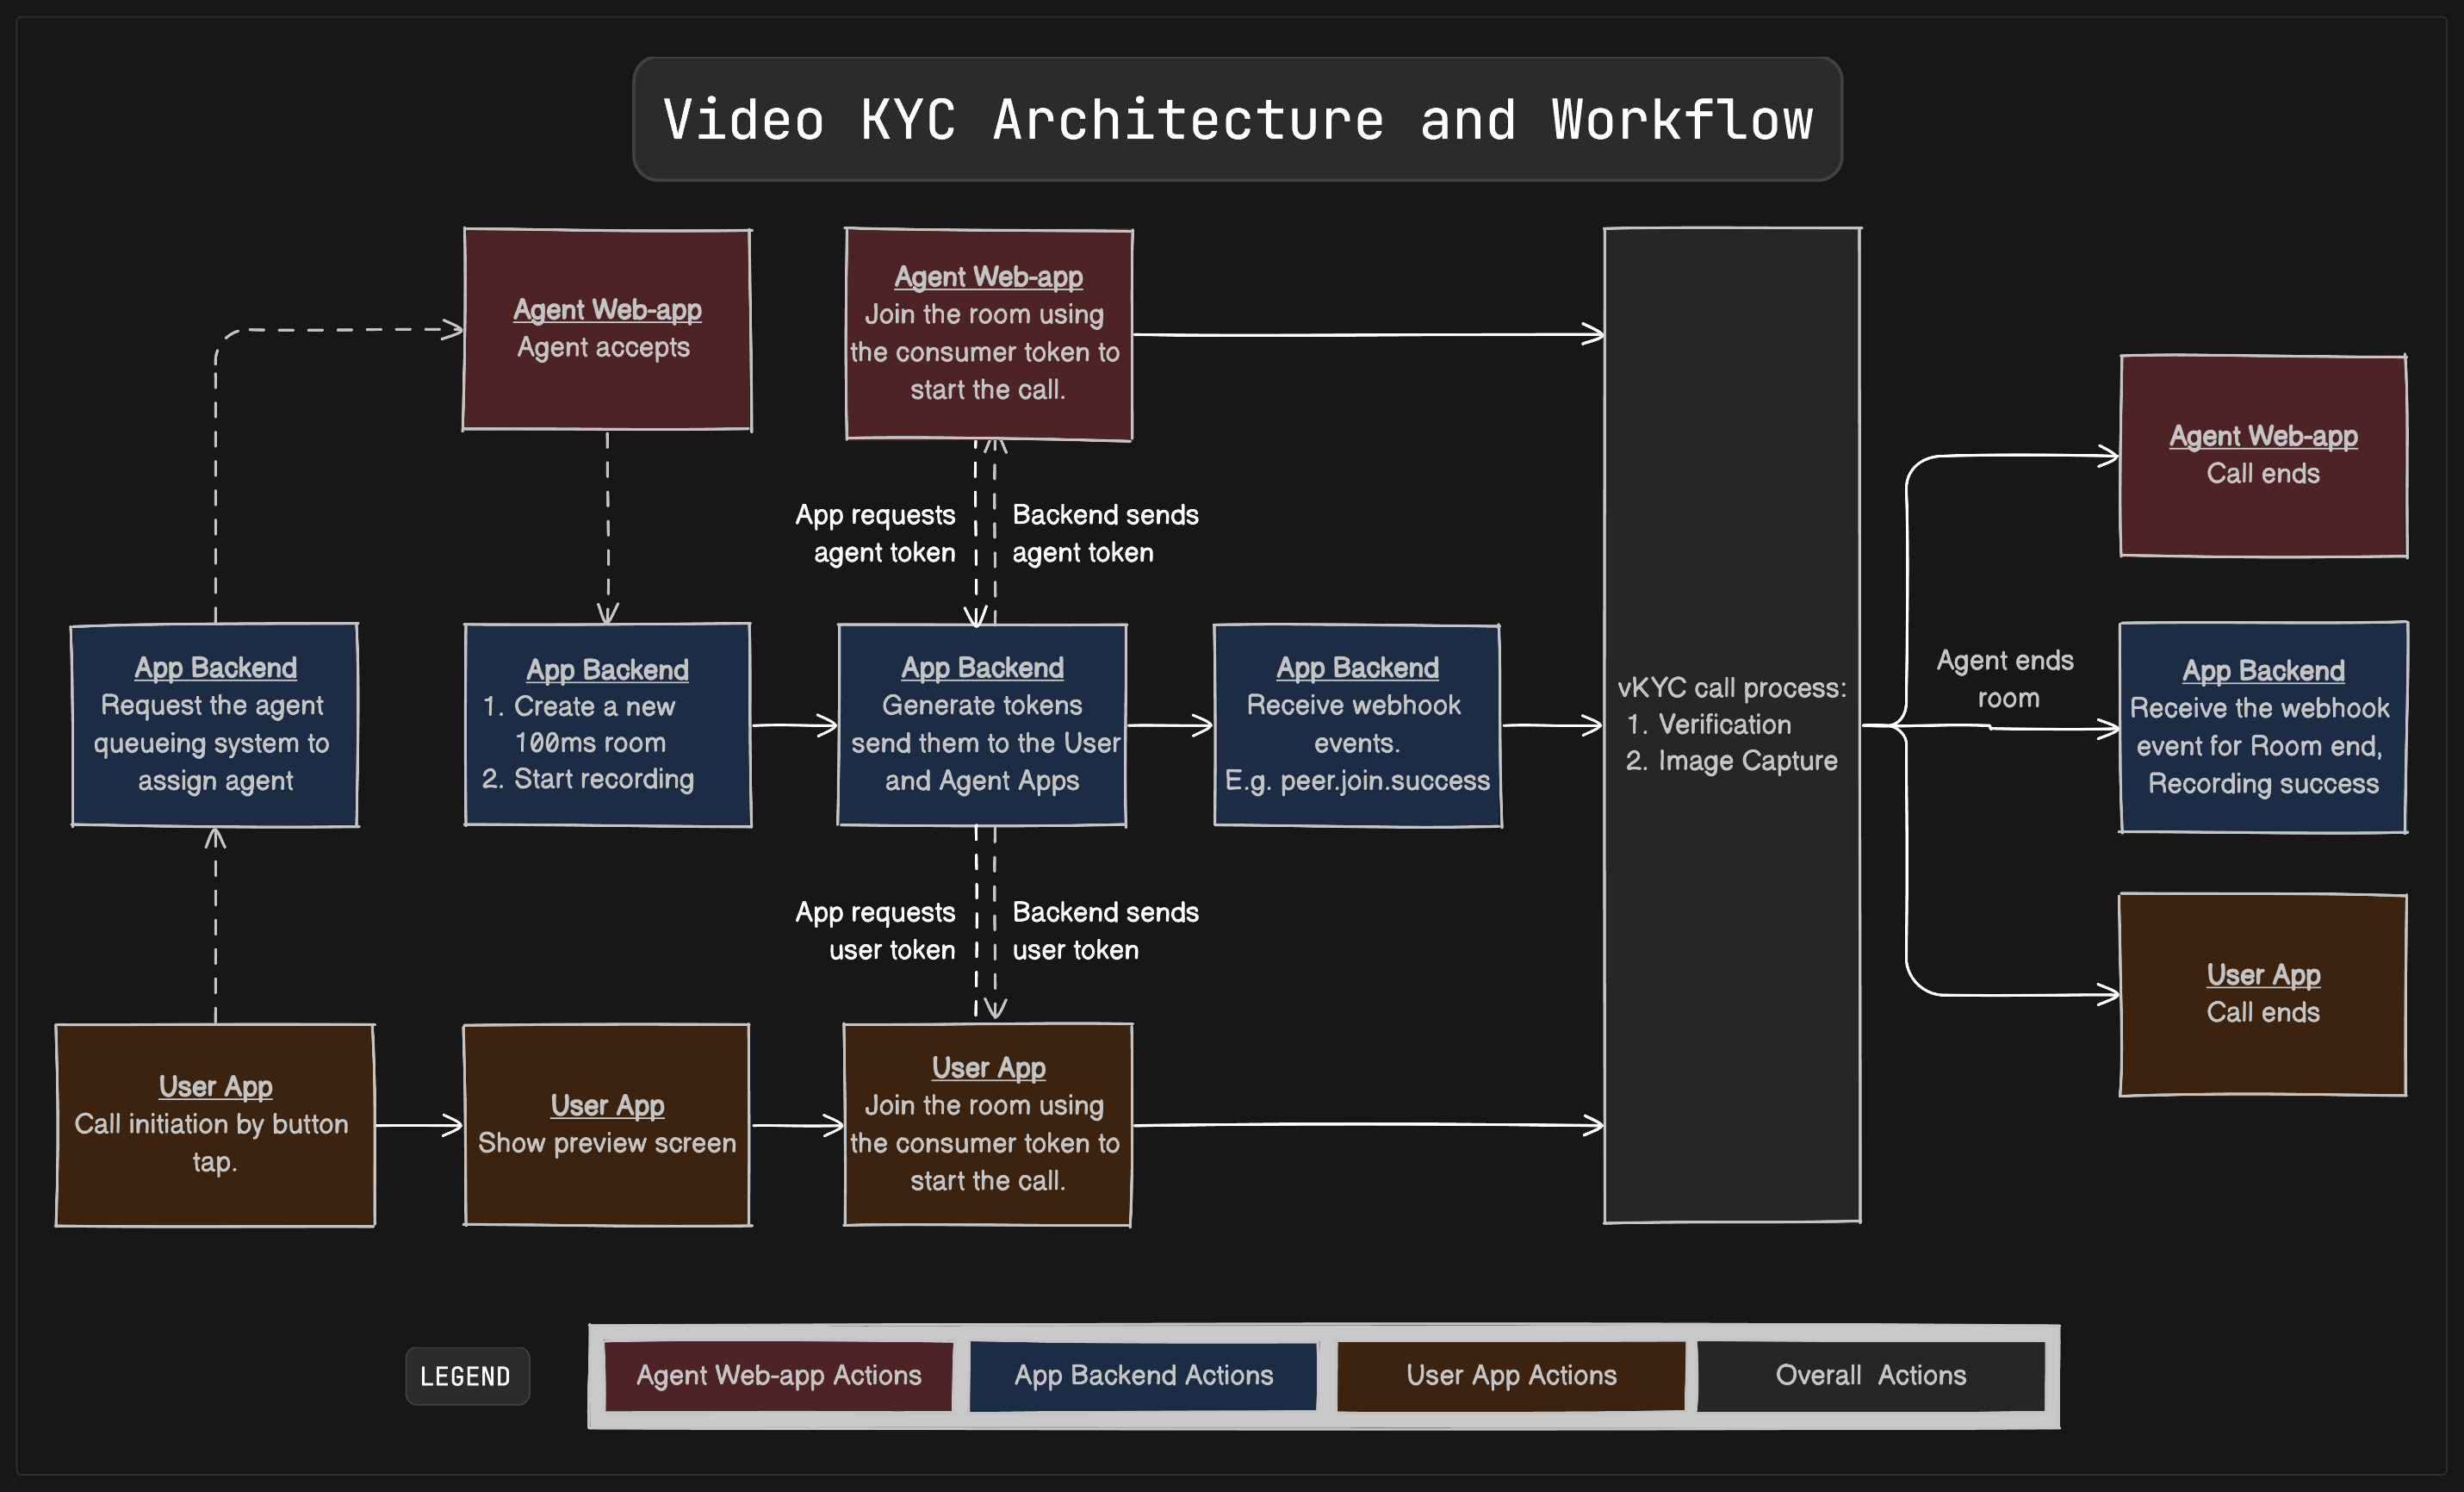 Video KYC Architecture and Workflow
Agent Web-app
Agent accepts
Agent Web-app
Join the room using
the consumer token to
start the call.
Agent Web-app
Call ends
App requests
agent token
Backend sends
agent token
App Backend
Request the agent
queueing system to
assign agent
App Backend
1. Create a new
100ms room
2. Start recording
App Backend
Generate tokens
send them to the User
and Agent Apps
App Backend
Receive webhook
events.
E.g. peer.join.success
vKYC call process:
1. Verification
2. Image Capture
Agent ends
room
App Backend
Receive the webhook
event for Room end,
Recording success
App requests
user token
Backend sends
user token
User App
Call initiation by button
tap.
User App
Show preview screen
User App
Join the room using
the consumer token to
start the call.
User App
Call ends
LEGEND
Agent Web-app Actions
App Backend Actions
User App Actions
Overall Actions